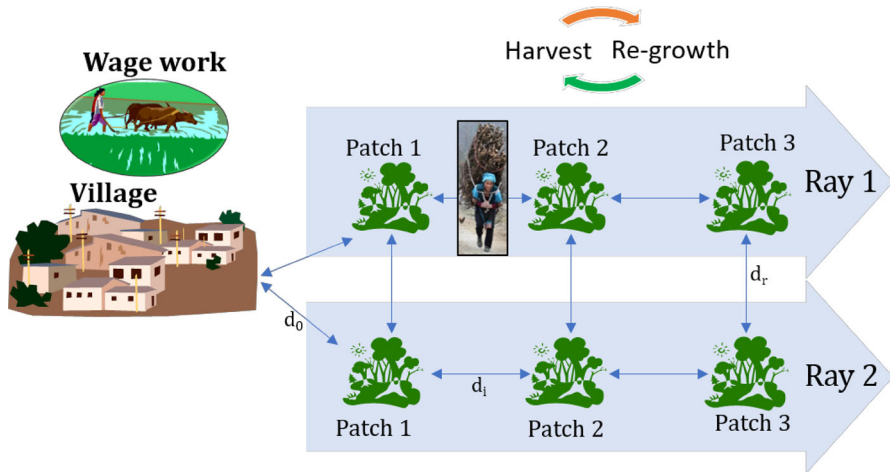 Wage work
Harvest Re-growth
Village
Patch 1
Patch 2
Patch 3
Ray 1
d₀
dᵣ
dᵢ
Patch 1
Patch 2
Patch 3
Ray 2